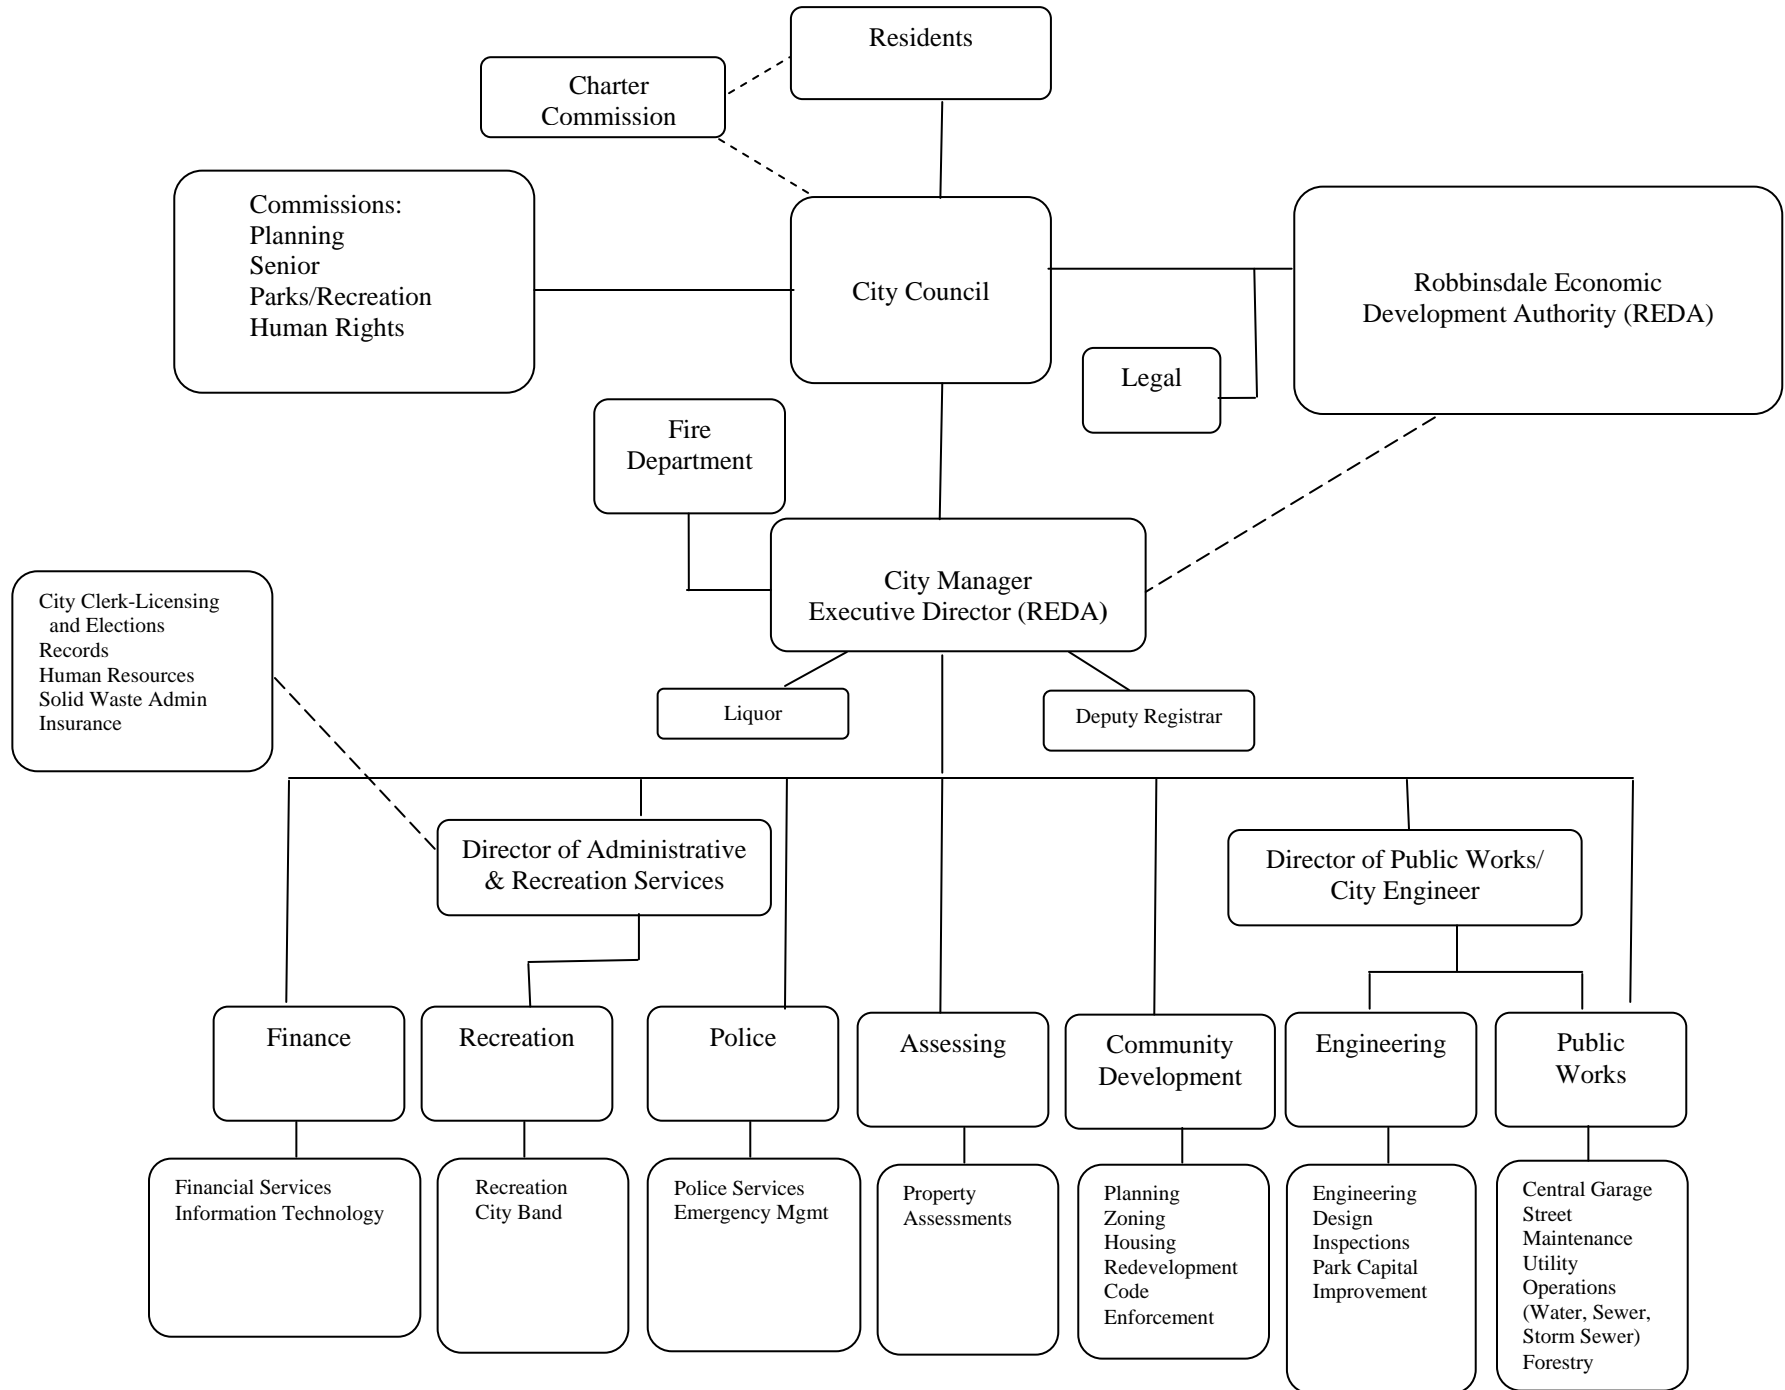 Residents
Charter
Commission
Commissions:
Planning
Senior
Parks/Recreation
Human Rights
City Council
Robbinsdale Economic
Development Authority (REDA)
Legal
Fire
Department
City Manager
Executive Director (REDA)
City Clerk-Licensing
and Elections
Records
Human Resources
Solid Waste Admin
Insurance
Liquor
Deputy Registrar
Director of Administrative
& Recreation Services
Director of Public Works/
City Engineer
Finance
Recreation
Police
Assessing
Community
Development
Engineering
Public
Works
Financial Services
Information Technology
Recreation
City Band
Police Services
Emergency Mgmt
Property
Assessments
Planning
Zoning
Housing
Redevelopment
Code
Enforcement
Engineering
Design
Inspections
Park Capital
Improvement
Central Garage
Street
Maintenance
Utility
Operations
(Water, Sewer,
Storm Sewer)
Forestry